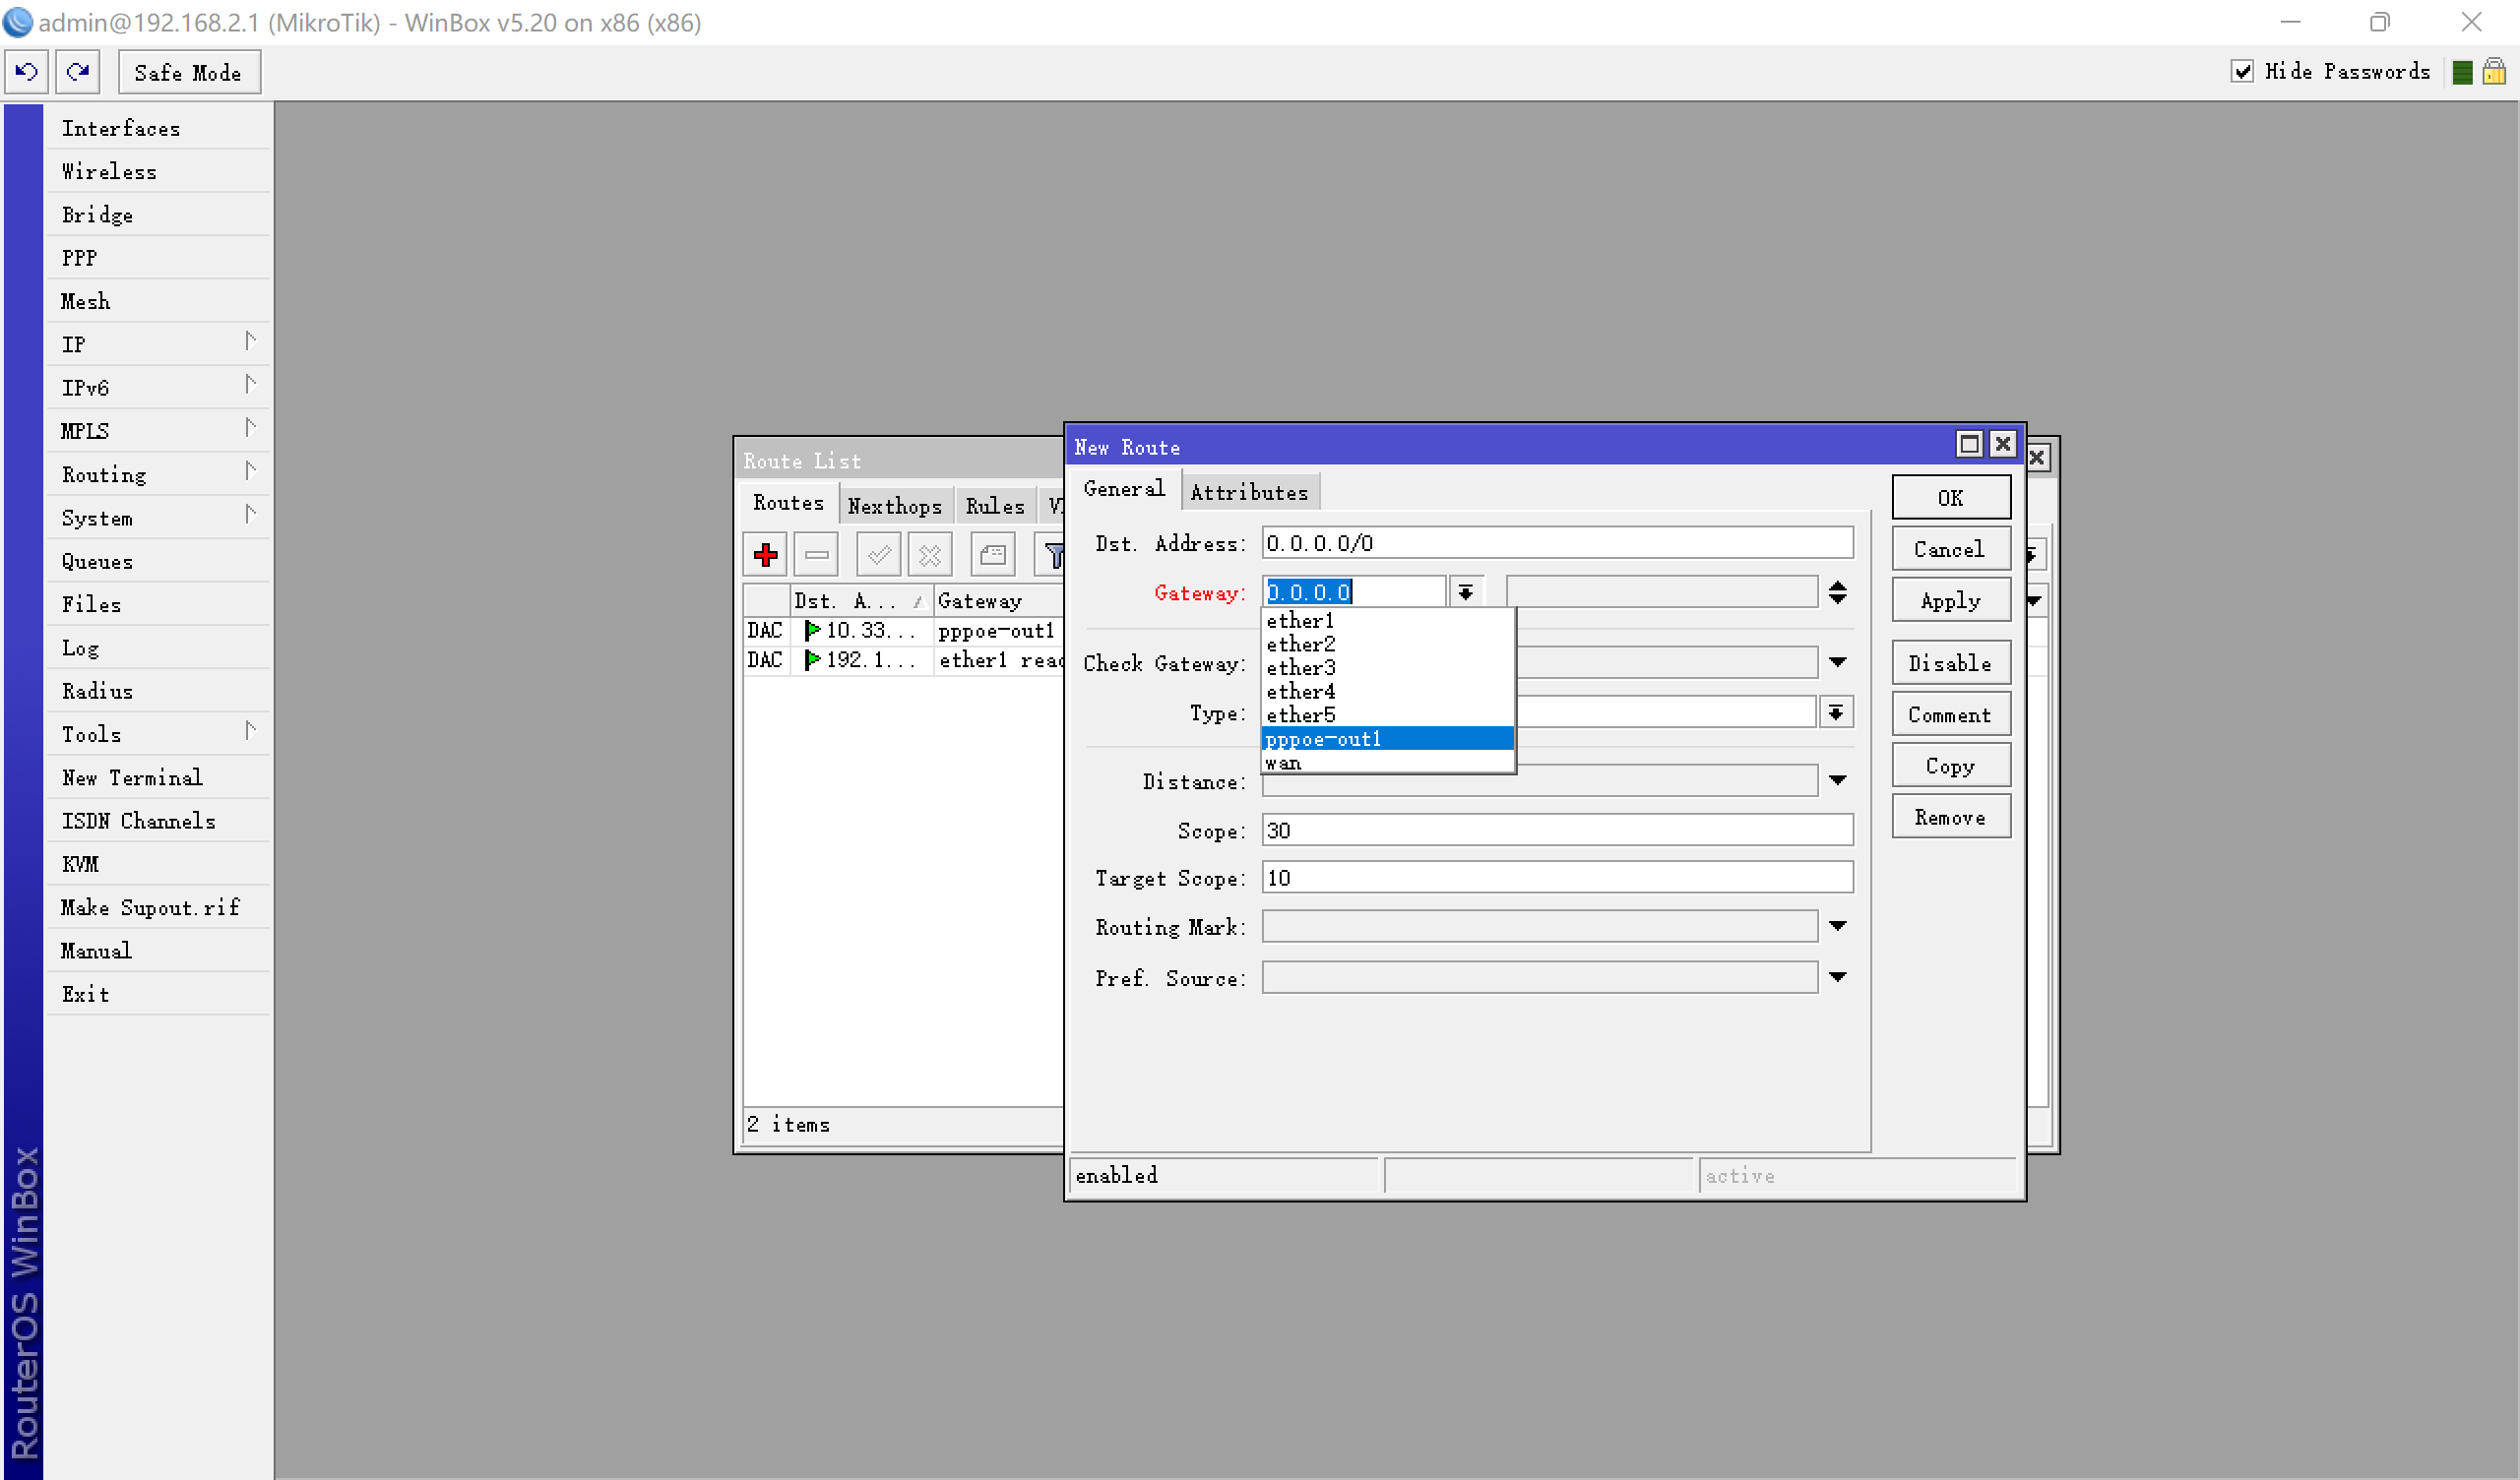 admin@192.168.2.1 (MikroTik) - WinBox v5.20 on x86 (x86)
Safe Mode
Hide Passwords
Interfaces
Wireless
Bridge
PPP
Mesh
IP
IPv6
MPLS
Routing
System
Queues
Files
Log
Radius
Tools
New Terminal
ISDN Channels
KVM
Make Supout.rif
Manual
Exit
RouterOS WinBox
Route List
Routes Nexthops Rules
Dst. A... Gateway
DAC 10.33... pppoe-out1
DAC 192.1... ether1 reac
2 items
New Route
General Attributes
Dst. Address: 0.0.0.0/0
Gateway: 0.0.0.0
ether1
ether2
ether3
ether4
ether5
pppoe-out1
wan
Check Gateway:
Type:
Distance:
Scope: 30
Target Scope: 10
Routing Mark:
Pref. Source:
OK
Cancel
Apply
Disable
Comment
Copy
Remove
enabled
active